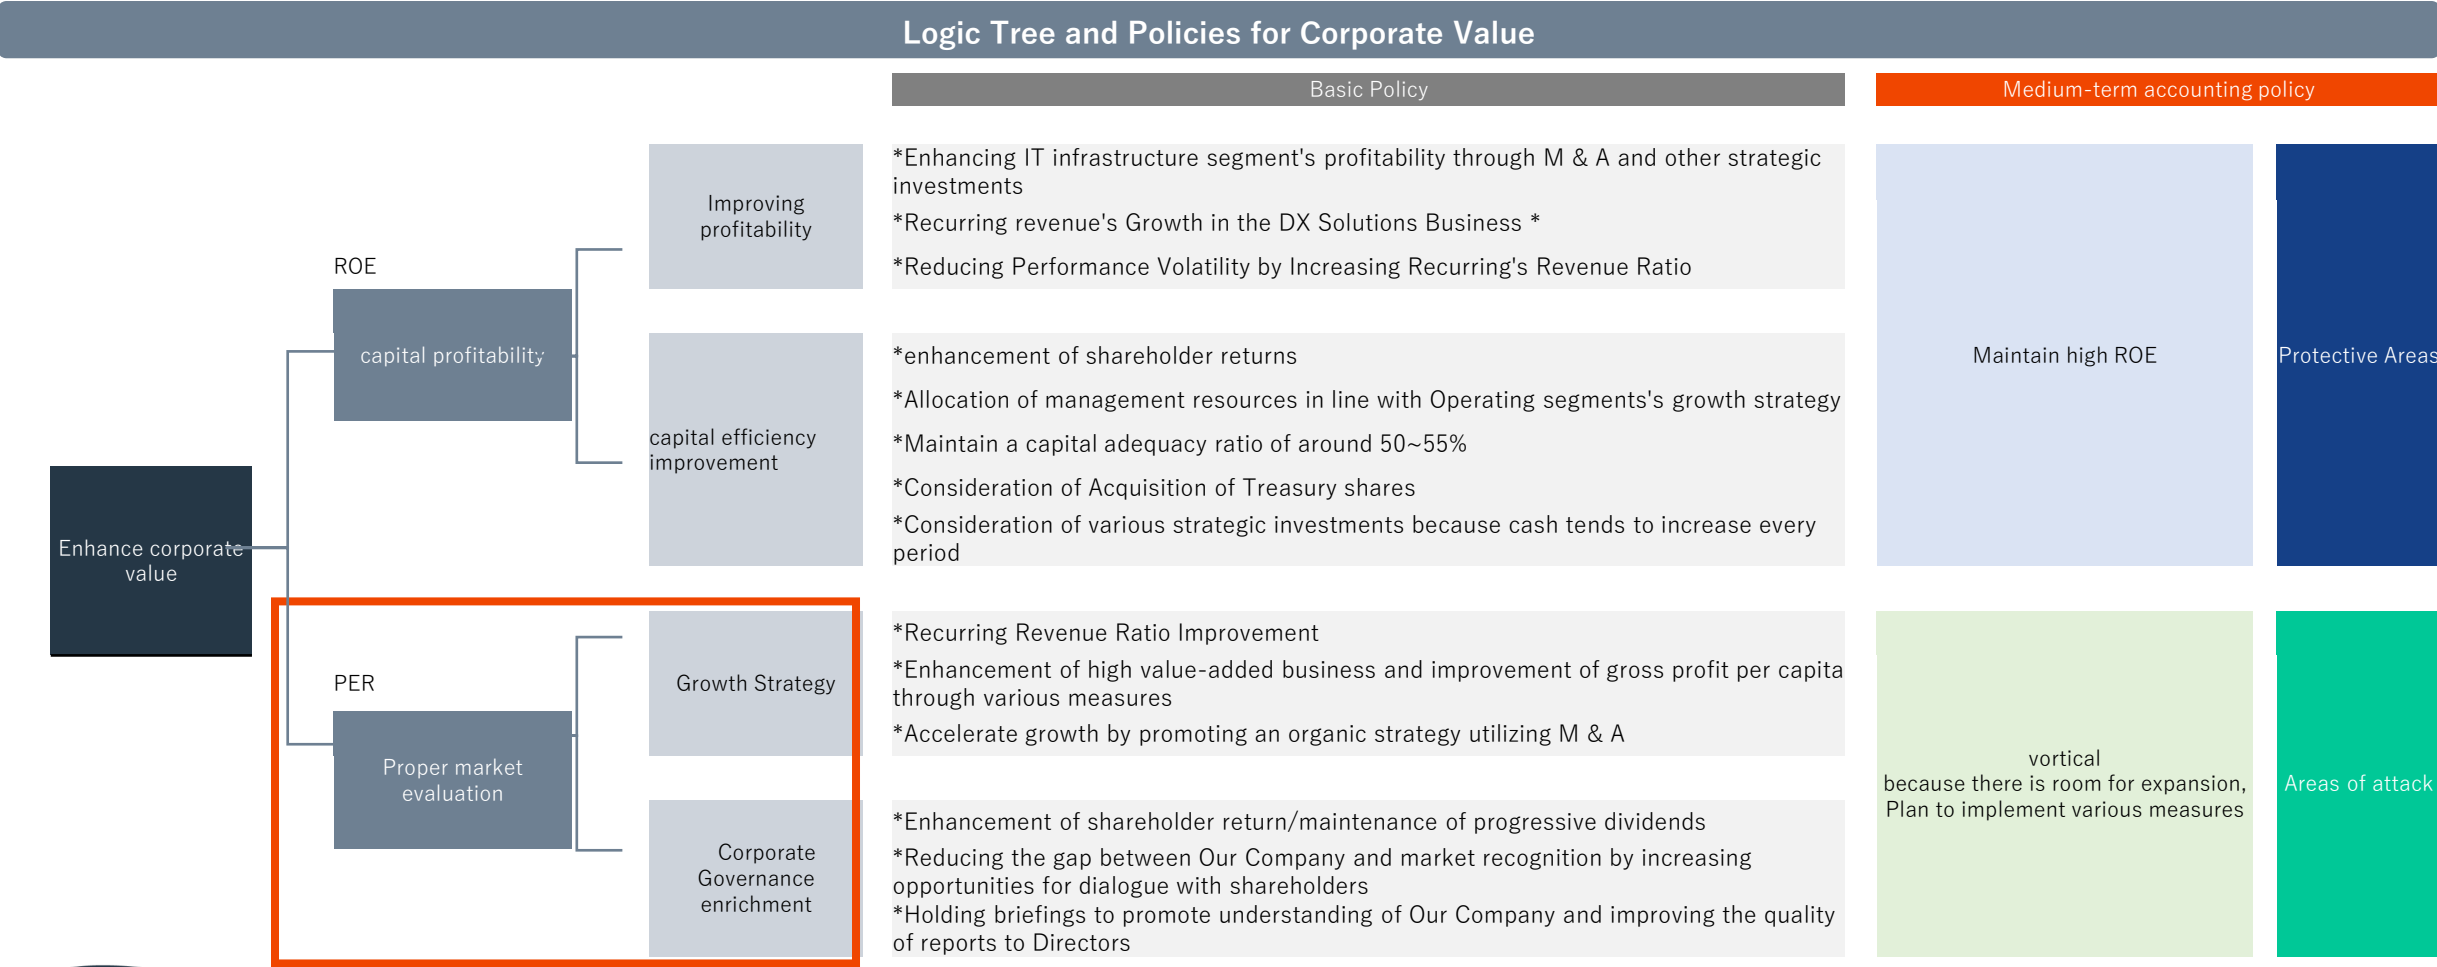 Logic Tree and Policies for Corporate Value
Basic Policy
Medium-term accounting policy
Improving
profitability
*Enhancing IT infrastructure segment's profitability through M & A and other strategic
investments
*Recurring revenue's Growth in the DX Solutions Business *
*Reducing Performance Volatility by Increasing Recurring's Revenue Ratio
ROE
capital profitability
capital efficiency
improvement
*enhancement of shareholder returns
*Allocation of management resources in line with Operating segments's growth strategy
*Maintain a capital adequacy ratio of around 50~55%
*Consideration of Acquisition of Treasury shares
*Consideration of various strategic investments because cash tends to increase every
period
Maintain high ROE
Protective Areas
Enhance corporate
value
PER
Proper market
evaluation
Growth Strategy
*Recurring Revenue Ratio Improvement
*Enhancement of high value-added business and improvement of gross profit per capita
through various measures
*Accelerate growth by promoting an organic strategy utilizing M & A
Corporate
Governance
enrichment
*Enhancement of shareholder return/maintenance of progressive dividends
*Reducing the gap between Our Company and market recognition by increasing
opportunities for dialogue with shareholders
*Holding briefings to promote understanding of Our Company and improving the quality
of reports to Directors
vortical
because there is room for expansion,
Plan to implement various measures
Areas of attack